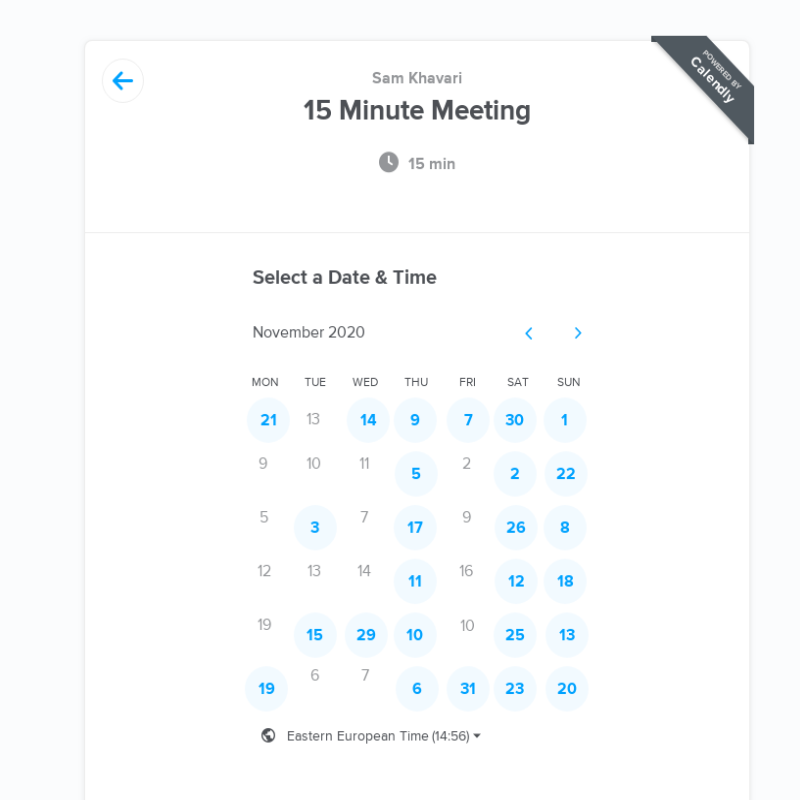 POWERED BY
Calendly
Sam Khavari
15 Minute Meeting
15 min
Select a Date & Time
November 2020
MON TUE WED THU FRI SAT SUN
21 13 14 9 7 30 1
9 10 11 5 2 2 22
5 3 7 17 9 26 8
12 13 14 11 16 12 18
19 15 29 10 10 25 13
19 6 7 6 31 23 20
Eastern European Time (14:56)